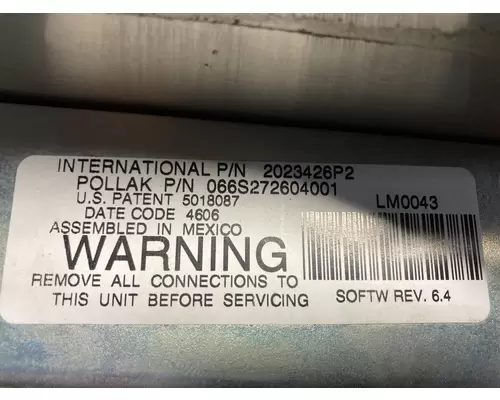 INTERNATIONAL P/N 2023426P2
POLLAK P/N 066S272604001
U.S. PATENT 5018087
DATE CODE 4606
ASSEMBLED IN MEXICO
LM0043
WARNING
REMOVE ALL CONNECTIONS TO
THIS UNIT BEFORE SERVICING
SOFTW REV. 6.4